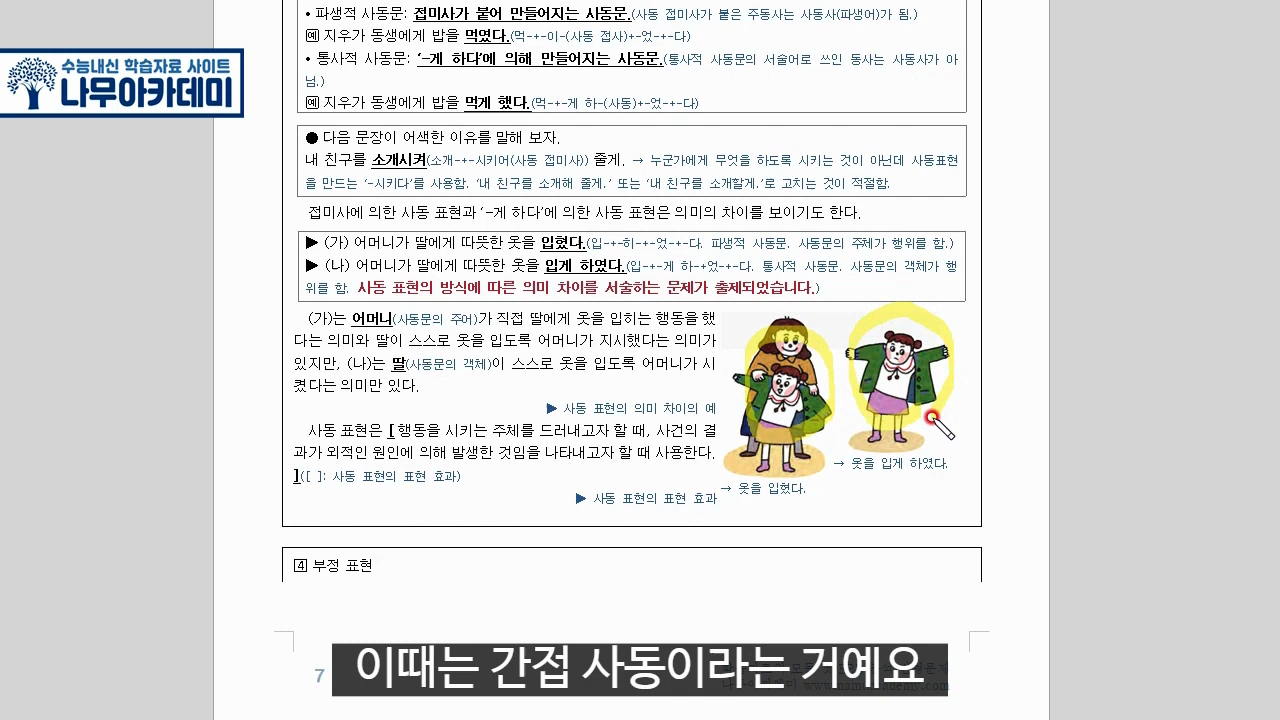 • 파생적 사동문: 접미사가 붙어 만들어지는 사동문.(사동 접미사가 붙은 주동사는 사동사(파생어)가 됨.)
예 지우가 동생에게 밥을 먹였다.(먹-+-이-(사동 접사)+-었-+-다)
• 통사적 사동문: '-게 하다'에 의해 만들어지는 사동문.(통사적 사동문의 서술어로 쓰인 동사는 사동사가 아
님.)
예 지우가 동생에게 밥을 먹게 했다.(먹-+-게 하-(사동)+-었-+-다)
수능내신 학습자료 사이트
나무아카데미
● 다음 문장이 어색한 이유를 말해 보자.
내 친구를 소개시켜(소개-+-시키어(사동 접미사)) 줄게. → 누군가에게 무엇을 하도록 시키는 것이 아닌데 사동표현
을 만드는 '-시키다'를 사용함. '내 친구를 소개해 줄게.' 또는 '내 친구를 소개할게.'로 고치는 것이 적절함.
접미사에 의한 사동 표현과 '-게 하다'에 의한 사동 표현은 의미의 차이를 보이기도 한다.
▶ (가) 어머니가 딸에게 따뜻한 옷을 입혔다.(입-+-히-+-었-+-다. 파생적 사동문. 사동문의 주체가 행위를 함.)
▶ (나) 어머니가 딸에게 따뜻한 옷을 입게 하였다.(입-+-게 하-+었-+-다. 통사적 사동문. 사동문의 객체가 행
위를 함. 사동 표현의 방식에 따른 의미 차이를 서술하는 문제가 출제되었습니다.)
(가)는 어머니(사동문의 주어)가 직접 딸에게 옷을 입히는 행동을 했
다는 의미와 딸이 스스로 옷을 입도록 어머니가 지시했다는 의미가
있지만, (나)는 딸(사동문의 객체)이 스스로 옷을 입도록 어머니가 시
켰다는 의미만 있다.
▶ 사동 표현의 의미 차이의 예
사동 표현은 [ 행동을 시키는 주체를 드러내고자 할 때, 사건의 결
과가 외적인 원인에 의해 발생한 것임을 나타내고자 할 때 사용한다.
]([ ]: 사동 표현의 표현 효과)
▶ 사동 표현의 표현 효과
→ 옷을 입게 하였다.
→ 옷을 입혔다.
4 부정 표현
7
이때는 간접 사동이라는 거예요